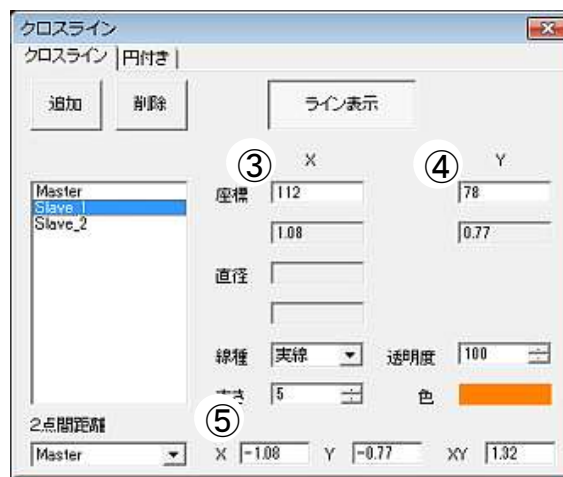 クロスライン
クロスライン 円付き
追加 削除 ライン表示
③ X ④ Y
Master 座標 112 78
Slave_1
Slave_2 1.08 0.77
直径
線種 実線 透明度 100
5 色
2点間距離 ⑤
Master X -1.08 Y -0.77 XY 1.32